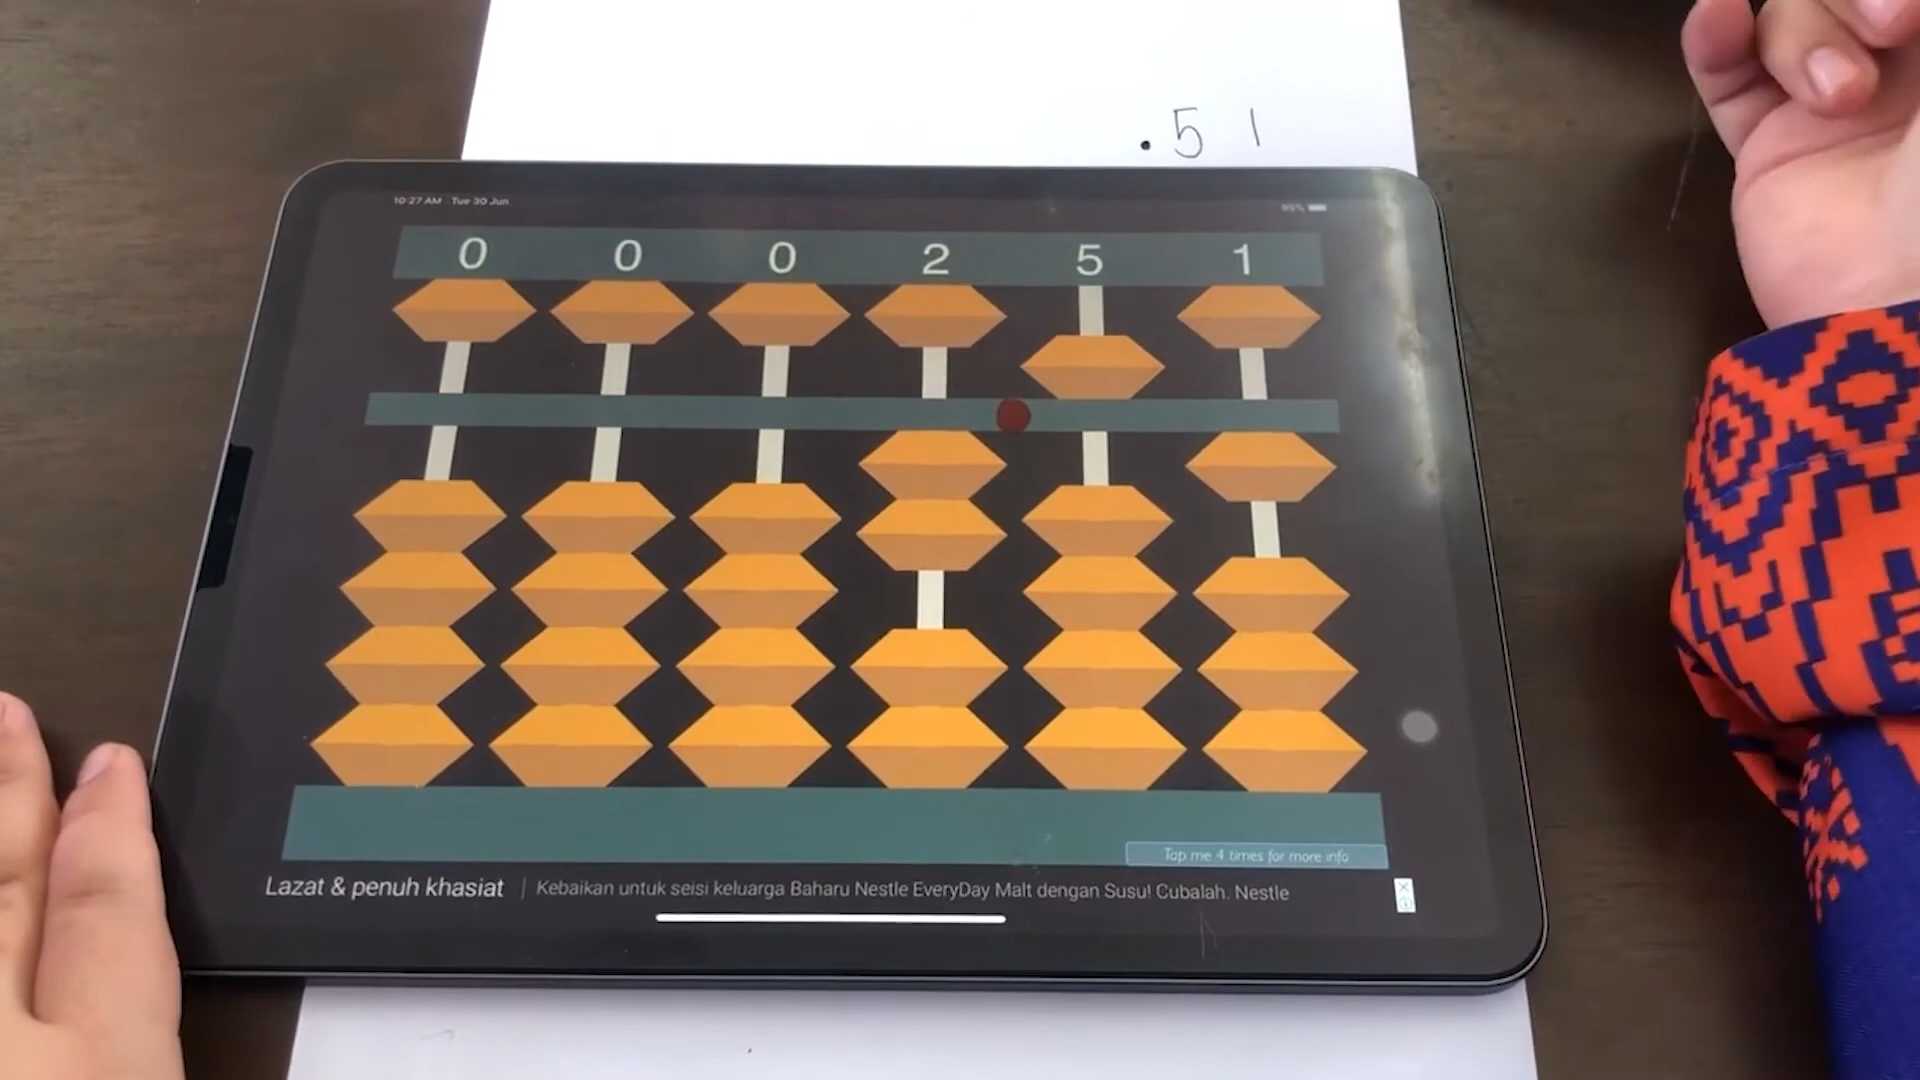 . 5 1
10:27 AM Tue 30 Jun
95%
0 0 0 2 5 1
Tap me 4 times for more info
Lazat & penuh khasiat | Kebaikan untuk seisi keluarga Baharu Nestle EveryDay Malt dengan Susu! Cubalah. Nestle